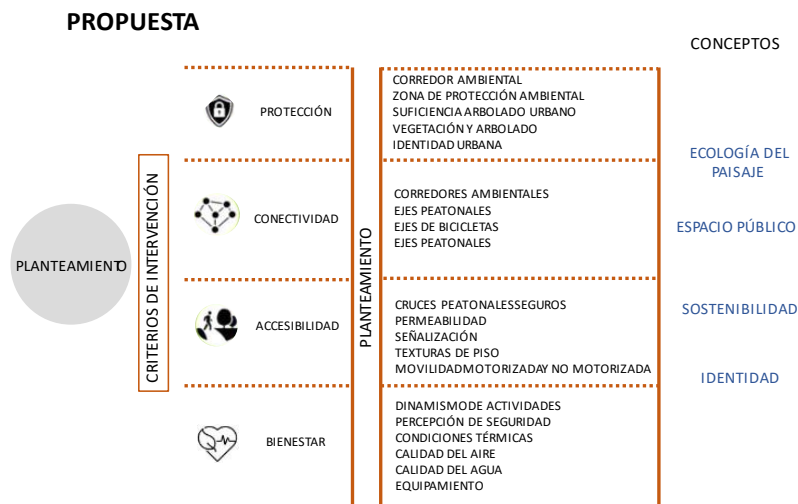 PROPUESTA
CONCEPTOS
PLANTEAMIENTO
CRITERIOS DE INTERVENCIÓN
PROTECCIÓN
CONECTIVIDAD
ACCESIBILIDAD
BIENESTAR
PLANTEAMIENTO
CORREDOR AMBIENTAL
ZONA DE PROTECCIÓN AMBIENTAL
SUFICIENCIA ARBOLADO URBANO
VEGETACIÓN Y ARBOLADO
IDENTIDAD URBANA
CORREDORES AMBIENTALES
EJES PEATONALES
EJES DE BICICLETAS
EJES PEATONALES
CRUCES PEATONALESSEGUROS
PERMEABILIDAD
SEÑALIZACIÓN
TEXTURAS DE PISO
MOVILIDADMOTORIZADAY NO MOTORIZADA
DINAMISMODE ACTIVIDADES
PERCEPCIÓN DE SEGURIDAD
CONDICIONES TÉRMICAS
CALIDAD DEL AIRE
CALIDAD DEL AGUA
EQUIPAMIENTO
ECOLOGÍA DEL
PAISAJE
ESPACIO PÚBLICO
SOSTENIBILIDAD
IDENTIDAD